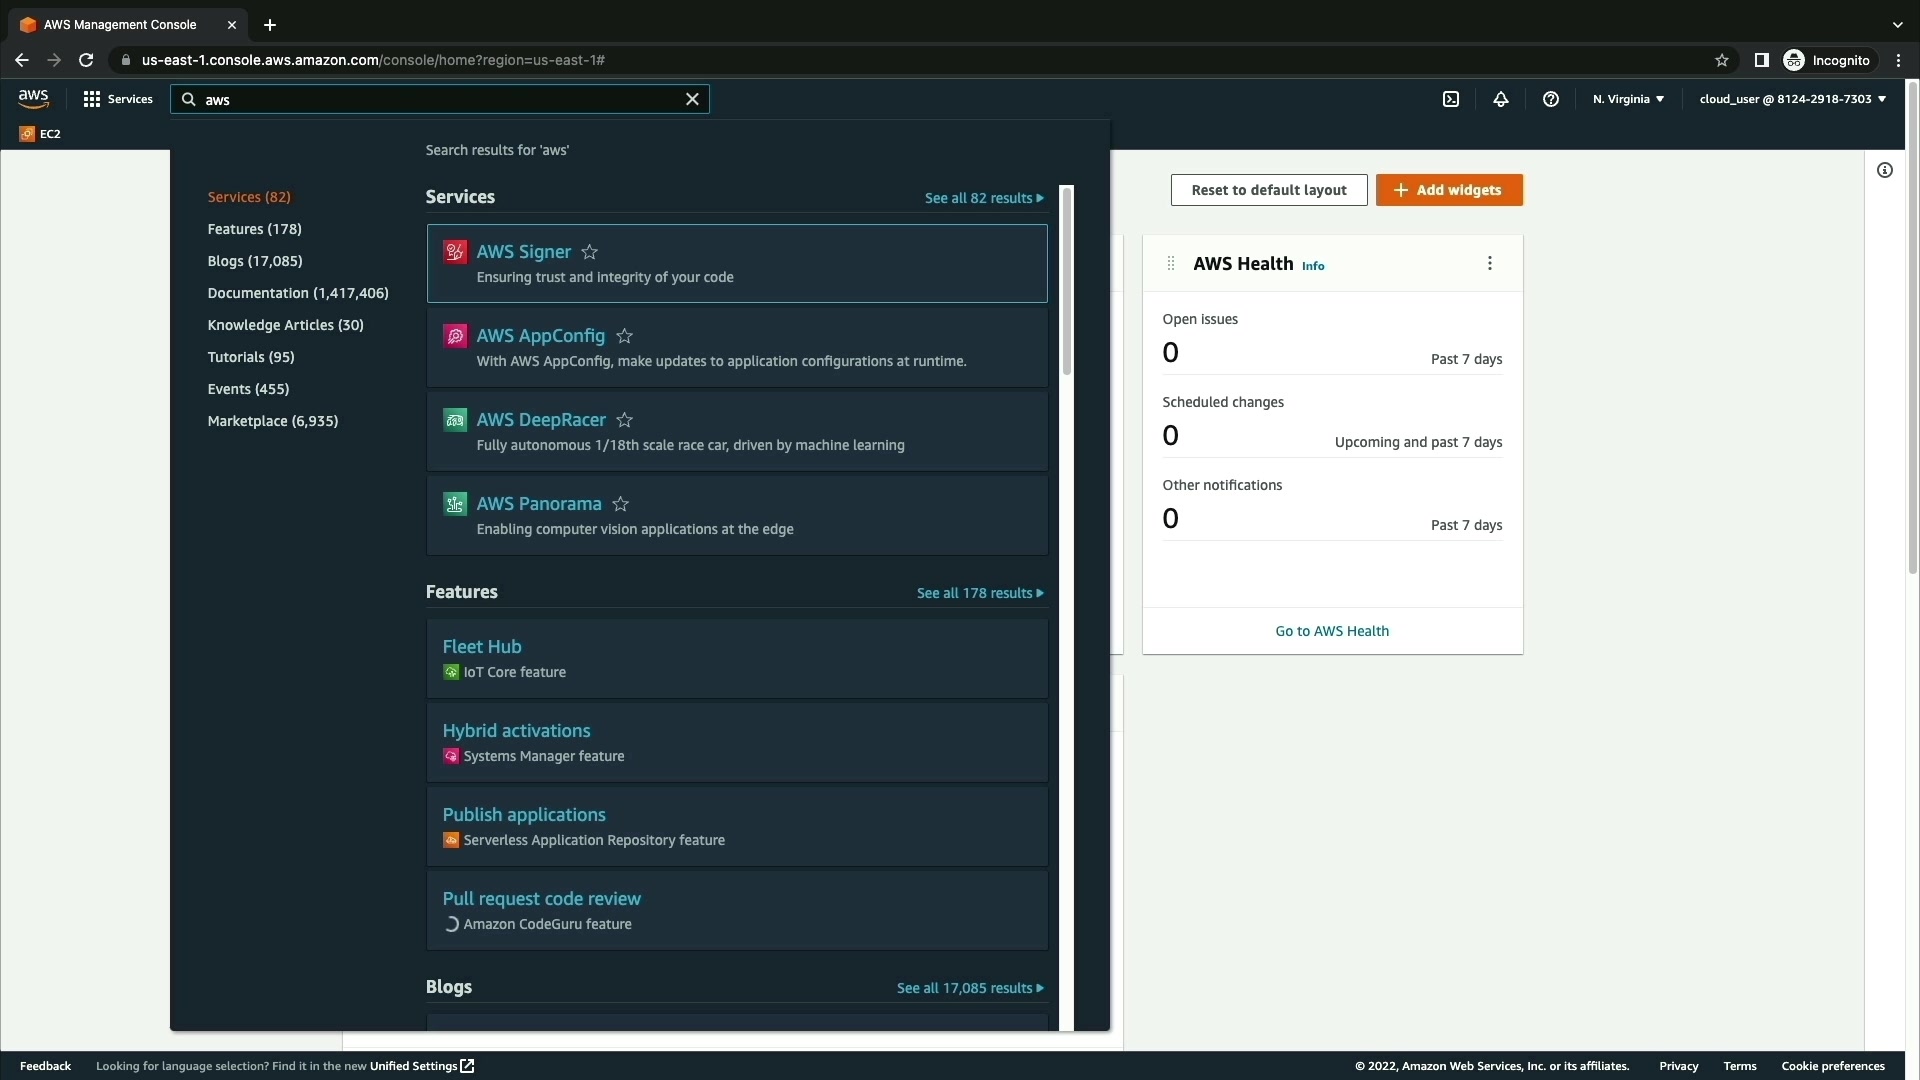 AWS Management Console
us-east-1.console.aws.amazon.com/console/home?region=us-east-1#
Incognito
aws
Services
aws
N. Virginia
cloud_user @ 8124-2918-7303
EC2
Search results for 'aws'
Services (82)
Features (178)
Blogs (17,085)
Documentation (1,417,406)
Knowledge Articles (30)
Tutorials (95)
Events (455)
Marketplace (6,935)
Services
See all 82 results
AWS Signer
Ensuring trust and integrity of your code
AWS AppConfig
With AWS AppConfig, make updates to application configurations at runtime.
AWS DeepRacer
Fully autonomous 1/18th scale race car, driven by machine learning
AWS Panorama
Enabling computer vision applications at the edge
Features
See all 178 results
Fleet Hub
IoT Core feature
Hybrid activations
Systems Manager feature
Publish applications
Serverless Application Repository feature
Pull request code review
Amazon CodeGuru feature
Blogs
See all 17,085 results
Reset to default layout
+ Add widgets
AWS Health Info
Open issues
0
Past 7 days
Scheduled changes
0
Upcoming and past 7 days
Other notifications
0
Past 7 days
Go to AWS Health
Feedback
Looking for language selection? Find it in the new Unified Settings
© 2022, Amazon Web Services, Inc. or its affiliates.
Privacy
Terms
Cookie preferences